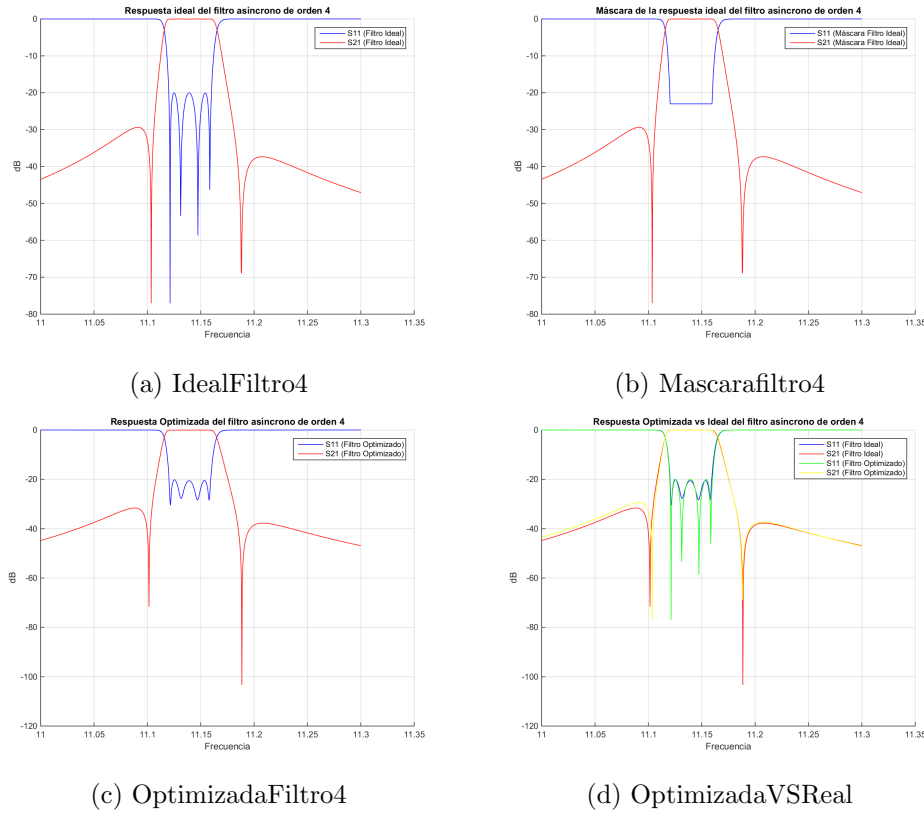 Respuesta ideal del filtro asincrono de orden 4
S11 (Filtro Ideal)
S21 (Filtro Ideal)
0
-10
-20
-30
-40
-50
-60
-70
-80
dB
11
11.05
11.1
11.15
11.2
11.25
11.3
11.35
Frecuencia
(a) IdealFiltro4
Máscara de la respuesta ideal del filtro asincrono de orden 4
S11 (Máscara Filtro Ideal)
S21 (Máscara Filtro Ideal)
0
-10
-20
-30
-40
-50
-60
-70
-80
dB
11
11.05
11.1
11.15
11.2
11.25
11.3
11.35
Frecuencia
(b) Mascarafiltro4
Respuesta Optimizada del filtro asincrono de orden 4
S11 (Filtro Optimizado)
S21 (Filtro Optimizado)
0
-20
-40
-60
-80
-100
-120
dB
11
11.05
11.1
11.15
11.2
11.25
11.3
11.35
Frecuencia
(c) OptimizadaFiltro4
Respuesta Optimizada vs Ideal del filtro asincrono de orden 4
S11 (Filtro Ideal)
S21 (Filtro Ideal)
S11 (Filtro Optimizado)
S21 (Filtro Optimizado)
0
-20
-40
-60
-80
-100
-120
dB
11
11.05
11.1
11.15
11.2
11.25
11.3
11.35
Frecuencia
(d) OptimizadaVSReal